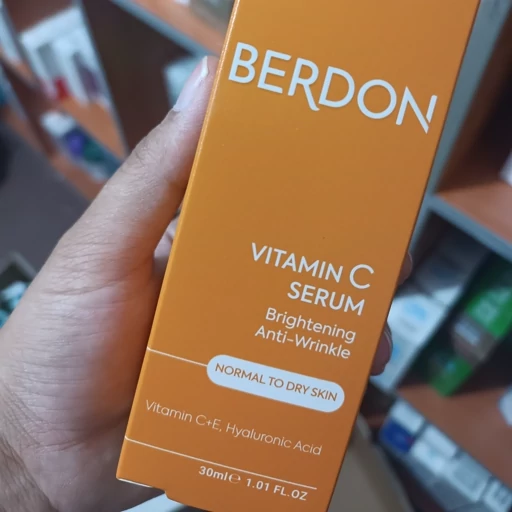 BERDON
VITAMIN C
SERUM
Brightening
Anti-Wrinkle
NORMAL TO DRY SKIN
Vitamin C+E, Hyaluronic Acid
30ml℮ 1.01 FL.OZ